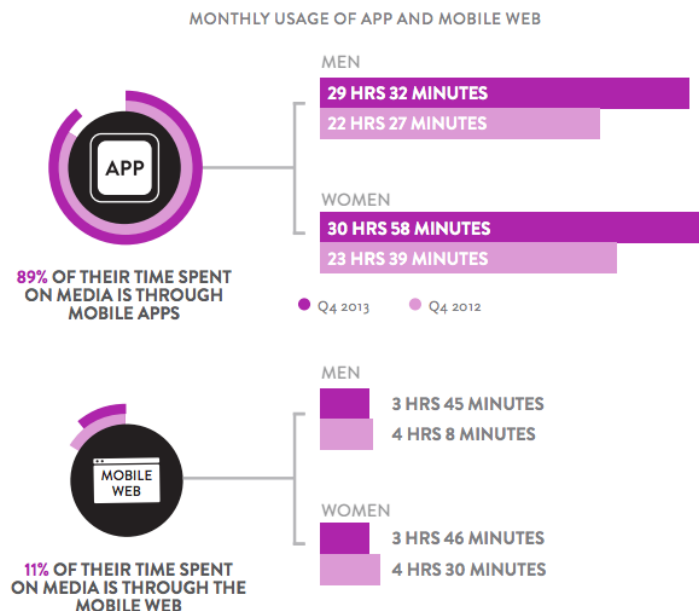 MONTHLY USAGE OF APP AND MOBILE WEB
MEN
29 HRS 32 MINUTES
22 HRS 27 MINUTES
APP
WOMEN
30 HRS 58 MINUTES
23 HRS 39 MINUTES
89% OF THEIR TIME SPENT
ON MEDIA IS THROUGH
MOBILE APPS
Q4 2013 Q4 2012
MEN
3 HRS 45 MINUTES
4 HRS 8 MINUTES
MOBILE
WEB
WOMEN
3 HRS 46 MINUTES
4 HRS 30 MINUTES
11% OF THEIR TIME SPENT
ON MEDIA IS THROUGH THE
MOBILE WEB